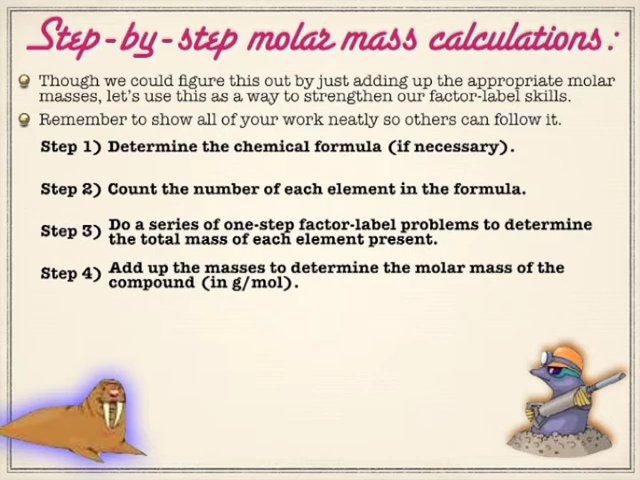 Step-by-step molar mass calculations:
Though we could figure this out by just adding up the appropriate molar
masses, let's use this as a way to strengthen our factor-label skills.
Remember to show all of your work neatly so others can follow it.
Step 1) Determine the chemical formula (if necessary).
Step 2) Count the number of each element in the formula.
Step 3) Do a series of one-step factor-label problems to determine
the total mass of each element present.
Step 4) Add up the masses to determine the molar mass of the
compound (in g/mol).